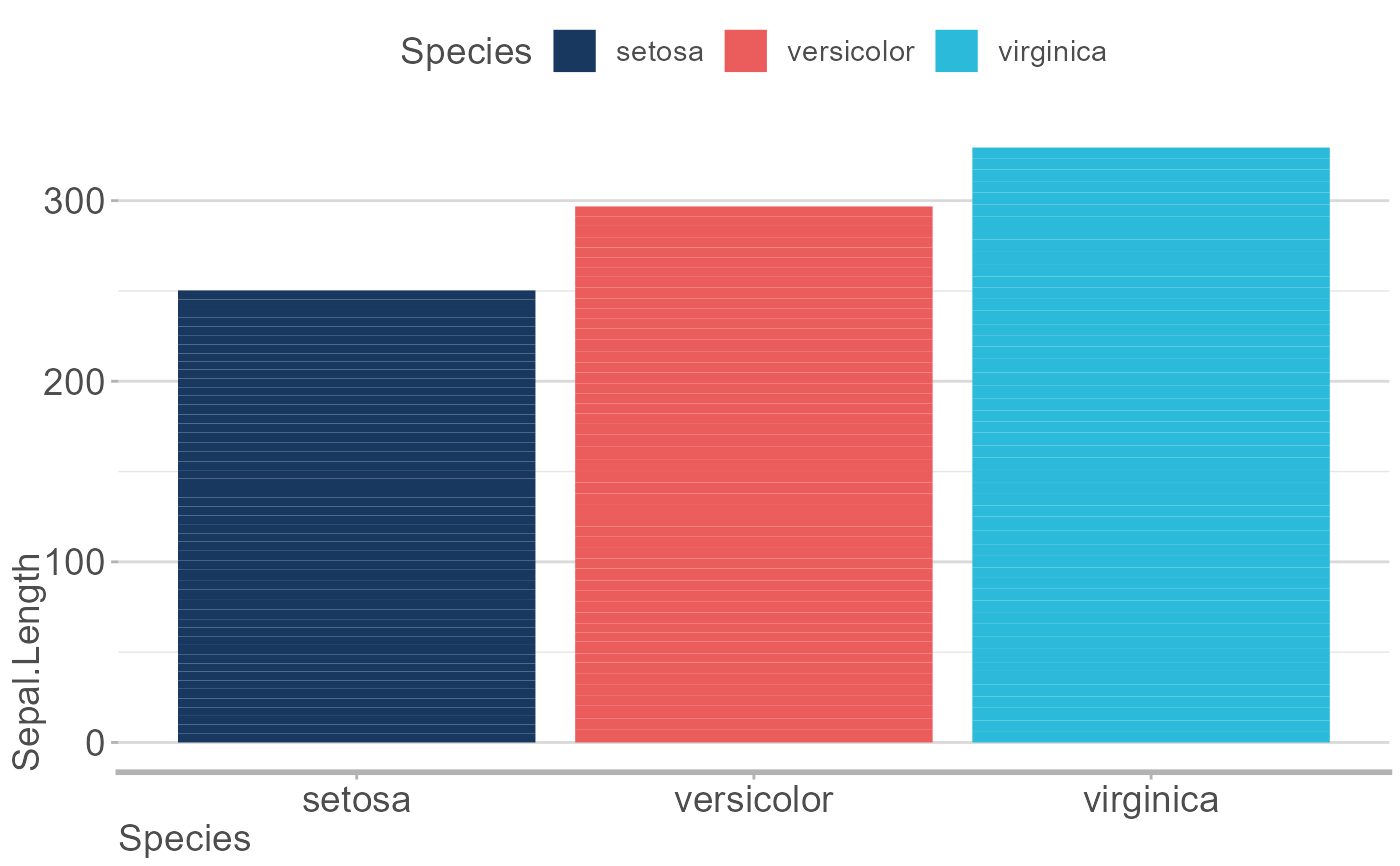 Species setosa versicolor virginica
300
200
100
0
Sepal.Length
setosa versicolor virginica
Species